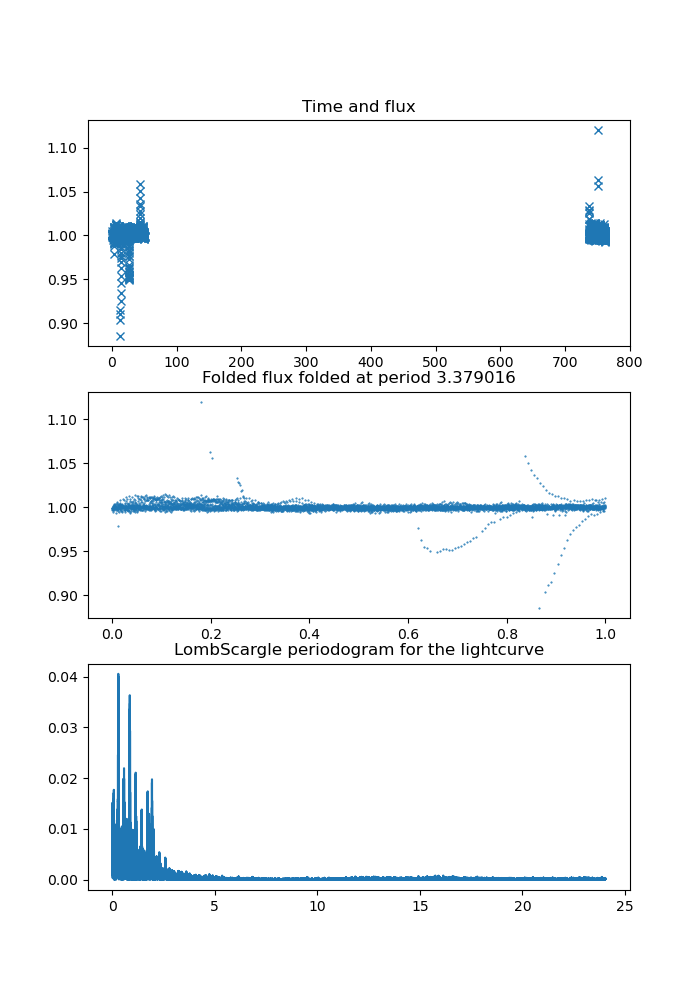 Time and flux
1.10
1.05
1.00
0.95
0.90
0 100 200 300 400 500 600 700 800
Folded flux folded at period 3.379016
1.10
1.05
1.00
0.95
0.90
0.0 0.2 0.4 0.6 0.8 1.0
LombScargle periodogram for the lightcurve
0.04
0.03
0.02
0.01
0.00
0 5 10 15 20 25